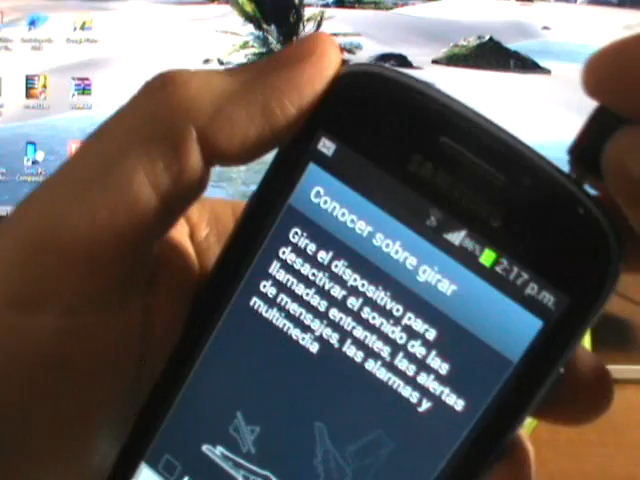 SAMSUNG
2:17 p.m.
Conocer sobre girar
Gire el dispositivo para
desactivar el sonido de las
llamadas entrantes, las alertas
de mensajes, las alarmas y
multimedia